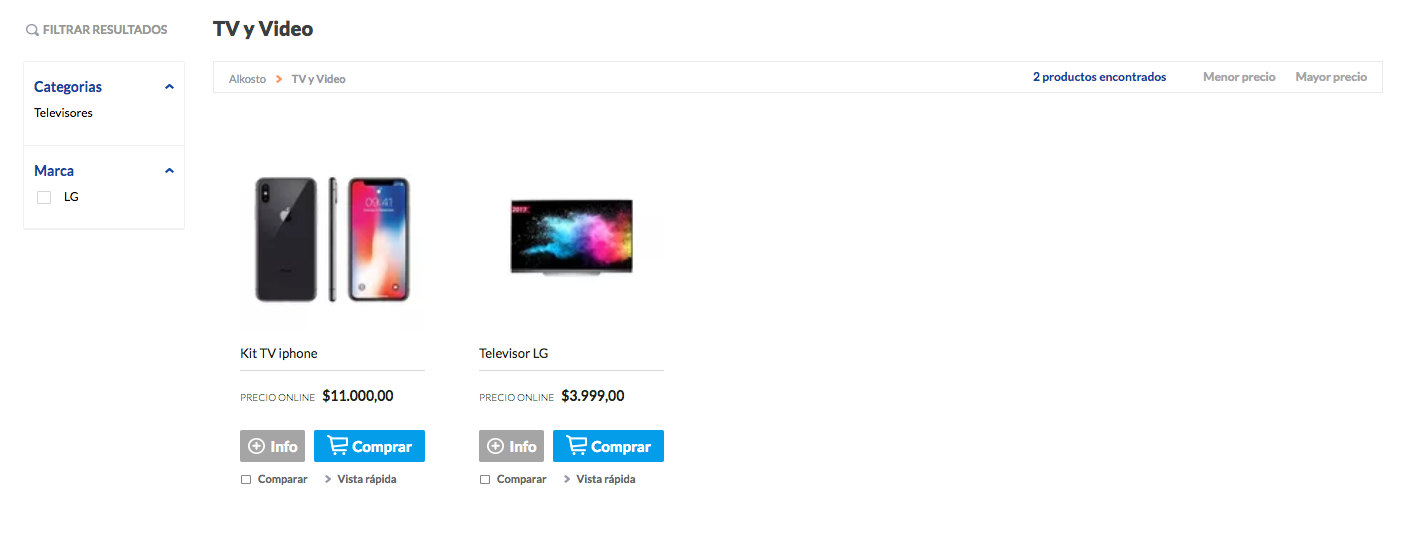 FILTRAR RESULTADOS
TV y Video
Categorias
Televisores
Marca
LG
Alkosto > TV y Video
2 productos encontrados
Menor precio
Mayor precio
09:41
2017
Kit TV iphone
PRECIO ONLINE $11.000,00
Info
Comprar
Comparar
Vista rápida
Televisor LG
PRECIO ONLINE $3.999,00
Info
Comprar
Comparar
Vista rápida